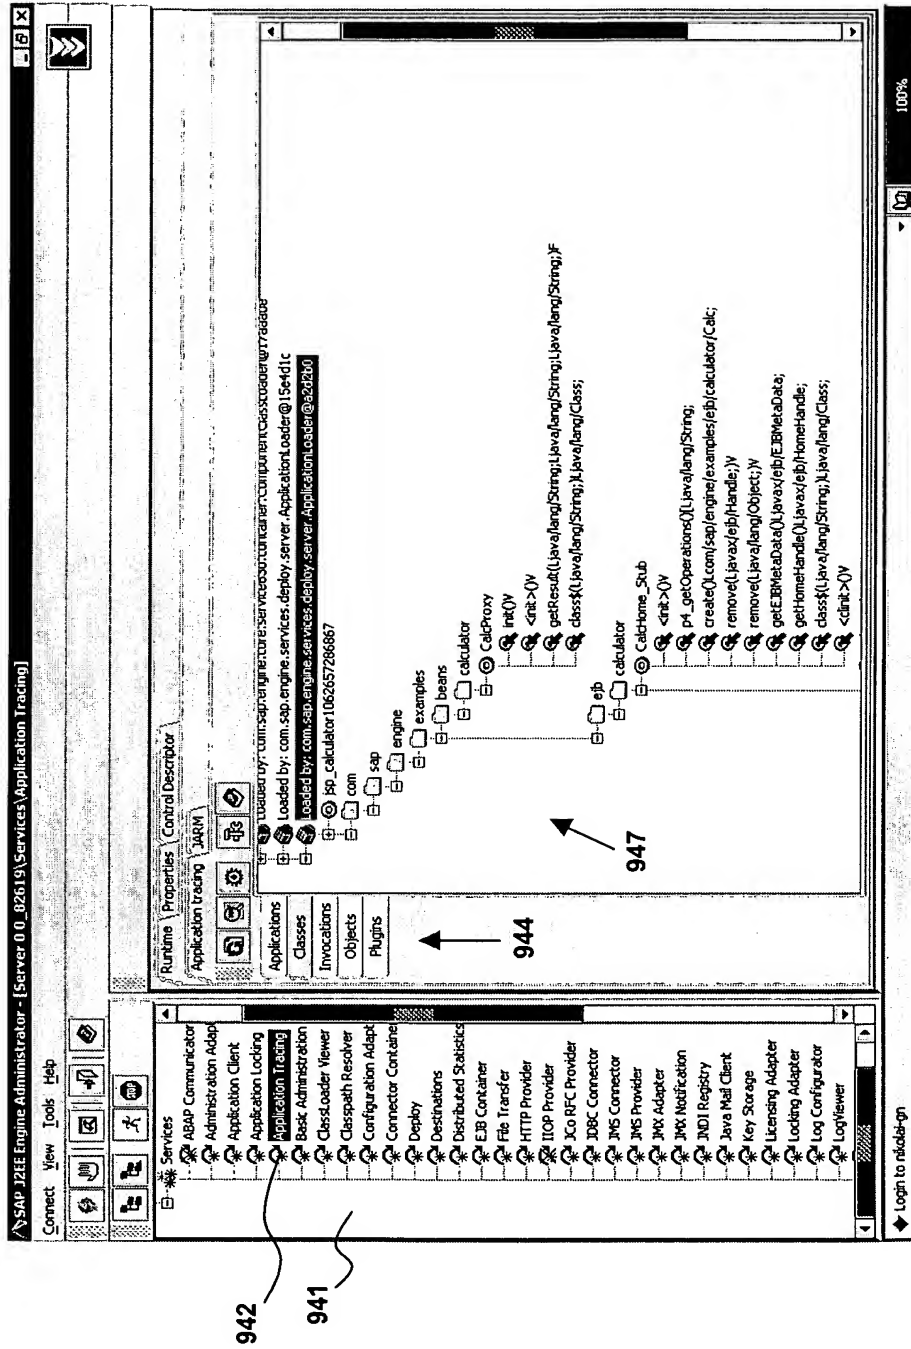 SAP J2EE Engine Administrator - [Server 0 0_82619\Services\Application Tracing]
Connect View Tools Help
Services
ABAP Communicator
Administration Adapt
Application Client
Application Locking
Application Tracing
Basic Administration
ClassLoader Viewer
Classpath Resolver
Configuration Adapt
Connector Container
Deploy
Destinations
Distributed Statistics
EJB Container
File Transfer
HTTP Provider
IIOP Provider
JCo RFC Provider
JDBC Connector
JMS Connector
JMS Provider
JMX Adapter
JMX Notification
JNDI Registry
Java Mail Client
Key Storage
Licensing Adapter
Locking Adapter
Log Configurator
LogViewer
Runtime Properties Control Descriptor
Application tracing JARM
Applications
Classes
Invocations
Objects
Plugins
Loaded by: com.sap.engine.services.deploy.server.ApplicationLoader@15e4d1c
Loaded by: com.sap.engine.services.deploy.server.ApplicationLoader@a2d2b0
jsp_calculator1062657286867
com
sap
engine
examples
beans
calculator
CalcProxy
init()V
<init>()V
getResult(Ljava/lang/String;Ljava/lang/String;Ljava/lang/String;)F
class$(Ljava/lang/String;)Ljava/lang/Class;
ejb
calculator
CalcHome_Stub
<init>()V
p4_getOperations()[Ljava/lang/String;
create()Lcom/sap/engine/examples/ejb/calculator/Calc;
remove(Ljavax/ejb/Handle;)V
remove(Ljava/lang/Object;)V
getEJBMetaData()Ljavax/ejb/EJBMetaData;
getHomeHandle()Ljavax/ejb/HomeHandle;
class$(Ljava/lang/String;)Ljava/lang/Class;
<clinit>()V
Login to nikolai-gn
100%
942
941
944
947